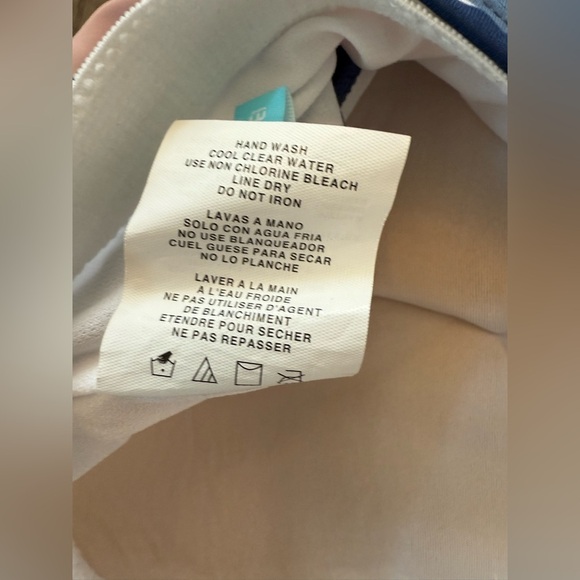 HAND WASH
COOL CLEAR WATER
USE NON CHLORINE BLEACH
LINE DRY
DO NOT IRON
LAVAS A MANO
SOLO CON AGUA FRIA
NO USE BLANQUEADOR
CUEL GUESE PARA SECAR
NO LO PLANCHE
LAVER A LA MAIN
A L'EAU FROIDE
NE PAS UTILISER D'AGENT
DE BLANCHIMENT
ETENDRE POUR SECHER
NE PAS REPASSER